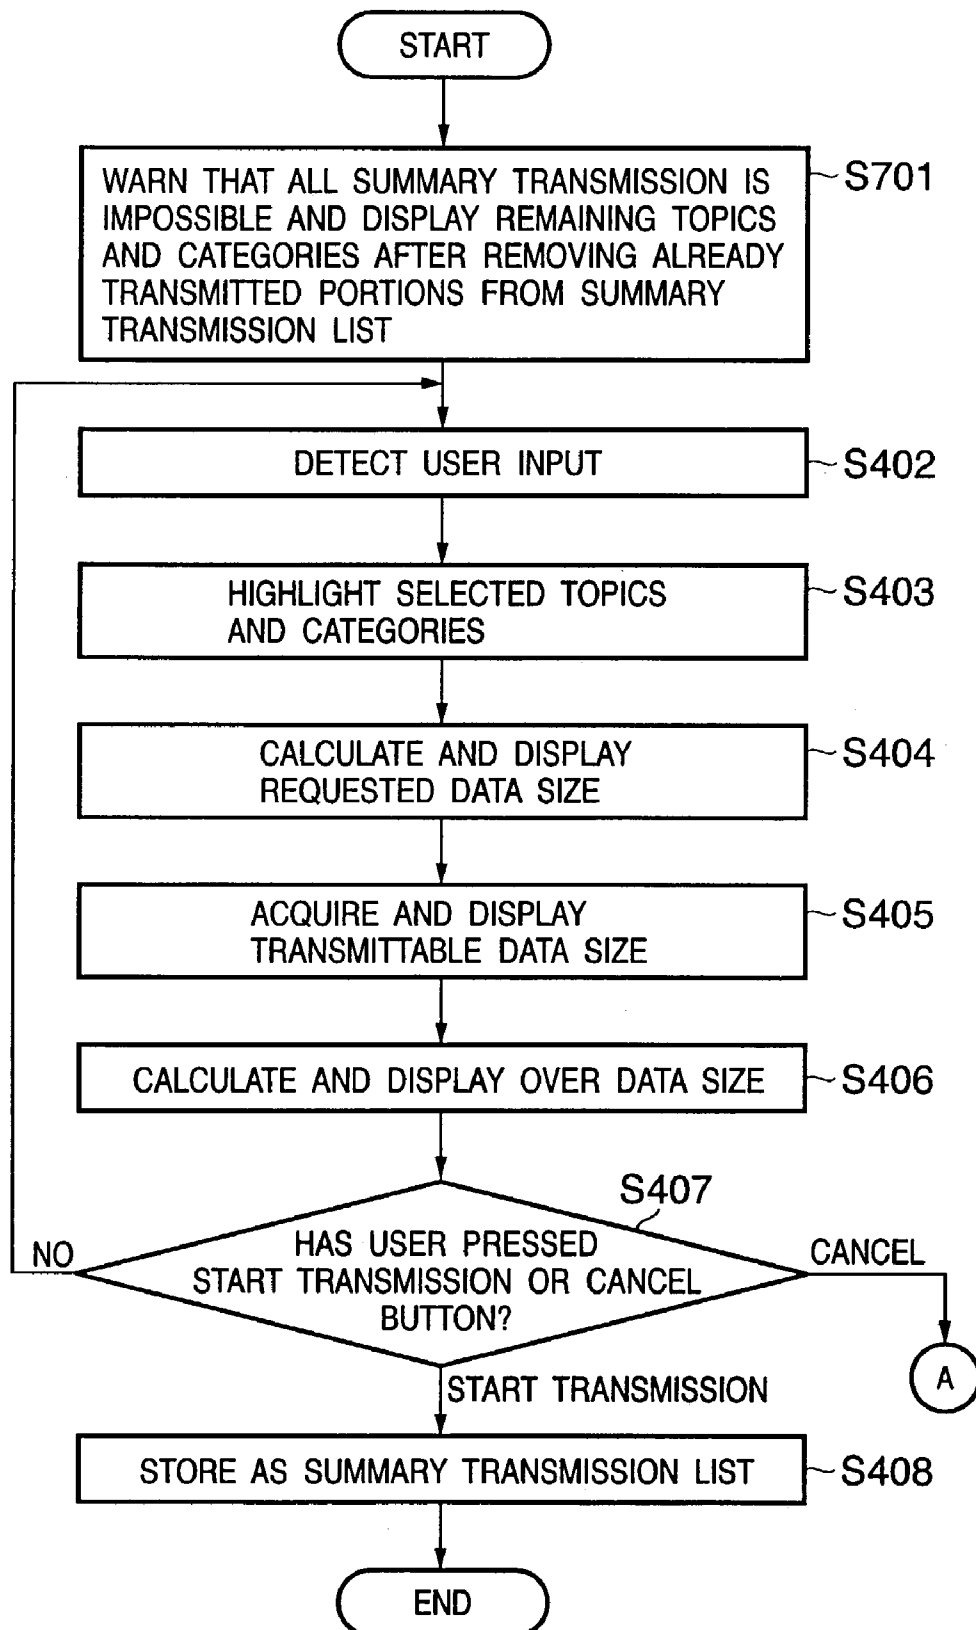 START
WARN THAT ALL SUMMARY TRANSMISSION IS
IMPOSSIBLE AND DISPLAY REMAINING TOPICS
AND CATEGORIES AFTER REMOVING ALREADY
TRANSMITTED PORTIONS FROM SUMMARY
TRANSMISSION LIST
S701
DETECT USER INPUT
S402
HIGHLIGHT SELECTED TOPICS
AND CATEGORIES
S403
CALCULATE AND DISPLAY
REQUESTED DATA SIZE
S404
ACQUIRE AND DISPLAY
TRANSMITTABLE DATA SIZE
S405
CALCULATE AND DISPLAY OVER DATA SIZE
S406
S407
HAS USER PRESSED
START TRANSMISSION OR CANCEL
BUTTON?
NO
CANCEL
A
START TRANSMISSION
STORE AS SUMMARY TRANSMISSION LIST
S408
END